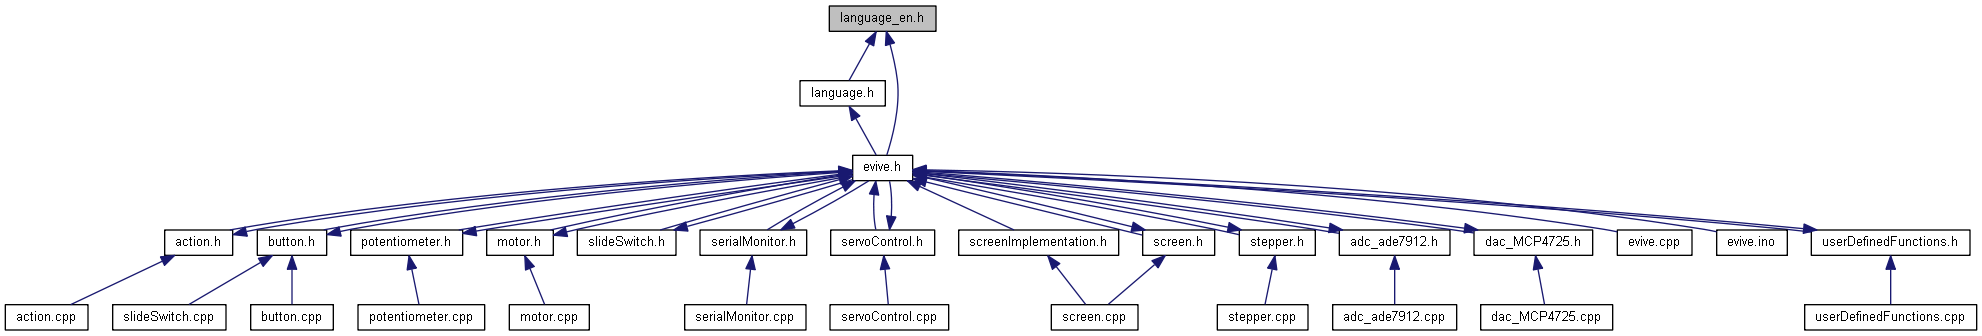 language_en.h
language.h
evive.h
action.h
button.h
potentiometer.h
motor.h
slideSwitch.h
serialMonitor.h
servoControl.h
screenImplementation.h
screen.h
stepper.h
adc_ade7912.h
dac_MCP4725.h
evive.cpp
evive.ino
userDefinedFunctions.h
action.cpp
slideSwitch.cpp
button.cpp
potentiometer.cpp
motor.cpp
serialMonitor.cpp
servoControl.cpp
screen.cpp
stepper.cpp
adc_ade7912.cpp
dac_MCP4725.cpp
userDefinedFunctions.cpp